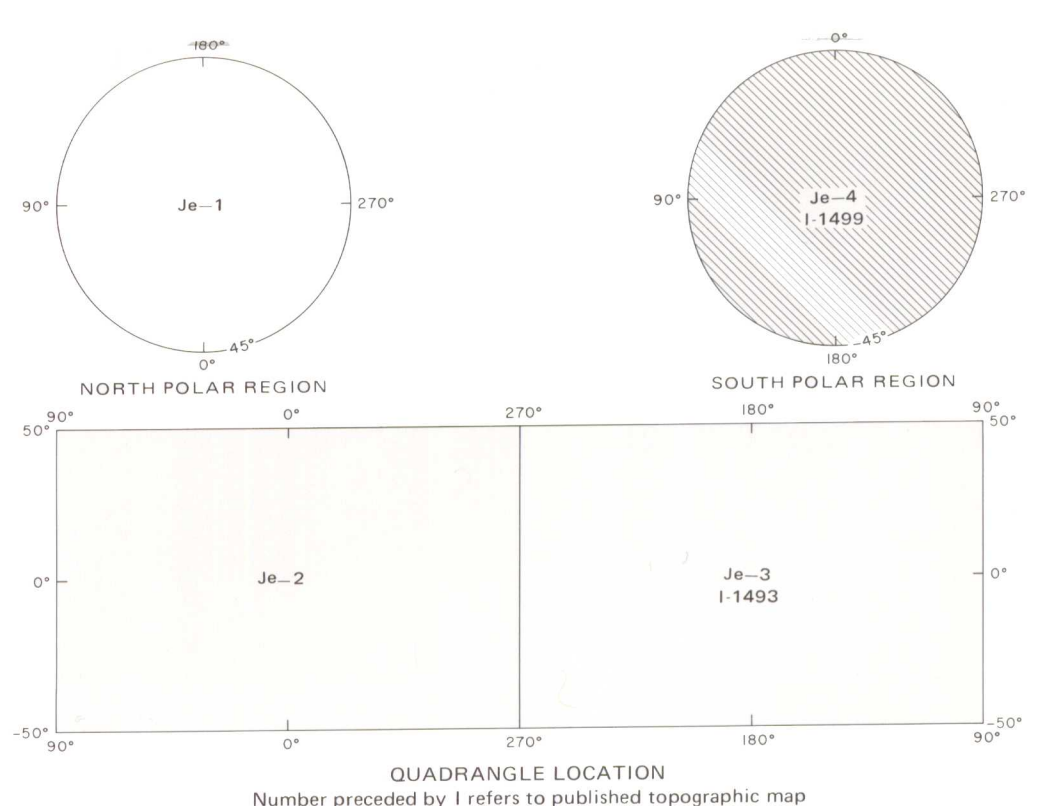 180°
0°
90°
Je—1
270°
90°
Je—4
270°
I-1499
45°
0°
-45°
180°
NORTH POLAR REGION
SOUTH POLAR REGION
90°
0°
270°
180°
90°
50°
50°
0°
Je—2
Je—3
0°
I-1493
-50°
-50°
90°
0°
270°
180°
90°
QUADRANGLE LOCATION
Number preceded by I refers to published topographic map